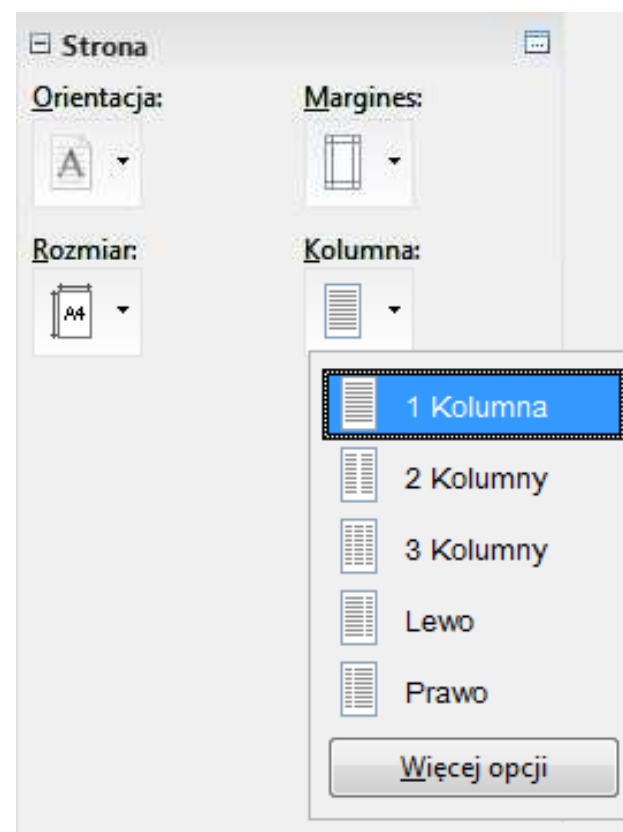 Strona
Orientacja: Margines:
A
Rozmiar: Kolumna:
A4
1 Kolumna
2 Kolumny
3 Kolumny
Lewo
Prawo
Więcej opcji